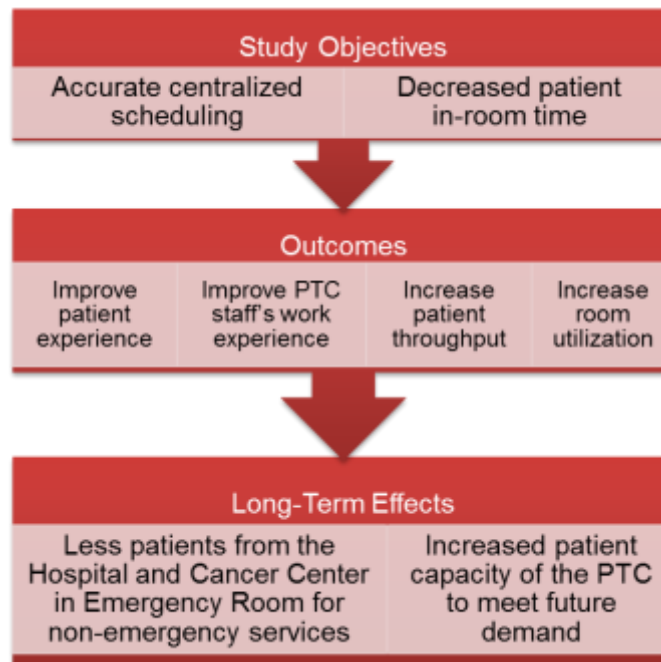 Study Objectives
Accurate centralized
scheduling
Decreased patient
in-room time
Outcomes
Improve
patient
experience
Improve PTC
staff's work
experience
Increase
patient
throughput
Increase
room
utilization
Long-Term Effects
Less patients from the
Hospital and Cancer Center
in Emergency Room for
non-emergency services
Increased patient
capacity of the PTC
to meet future
demand